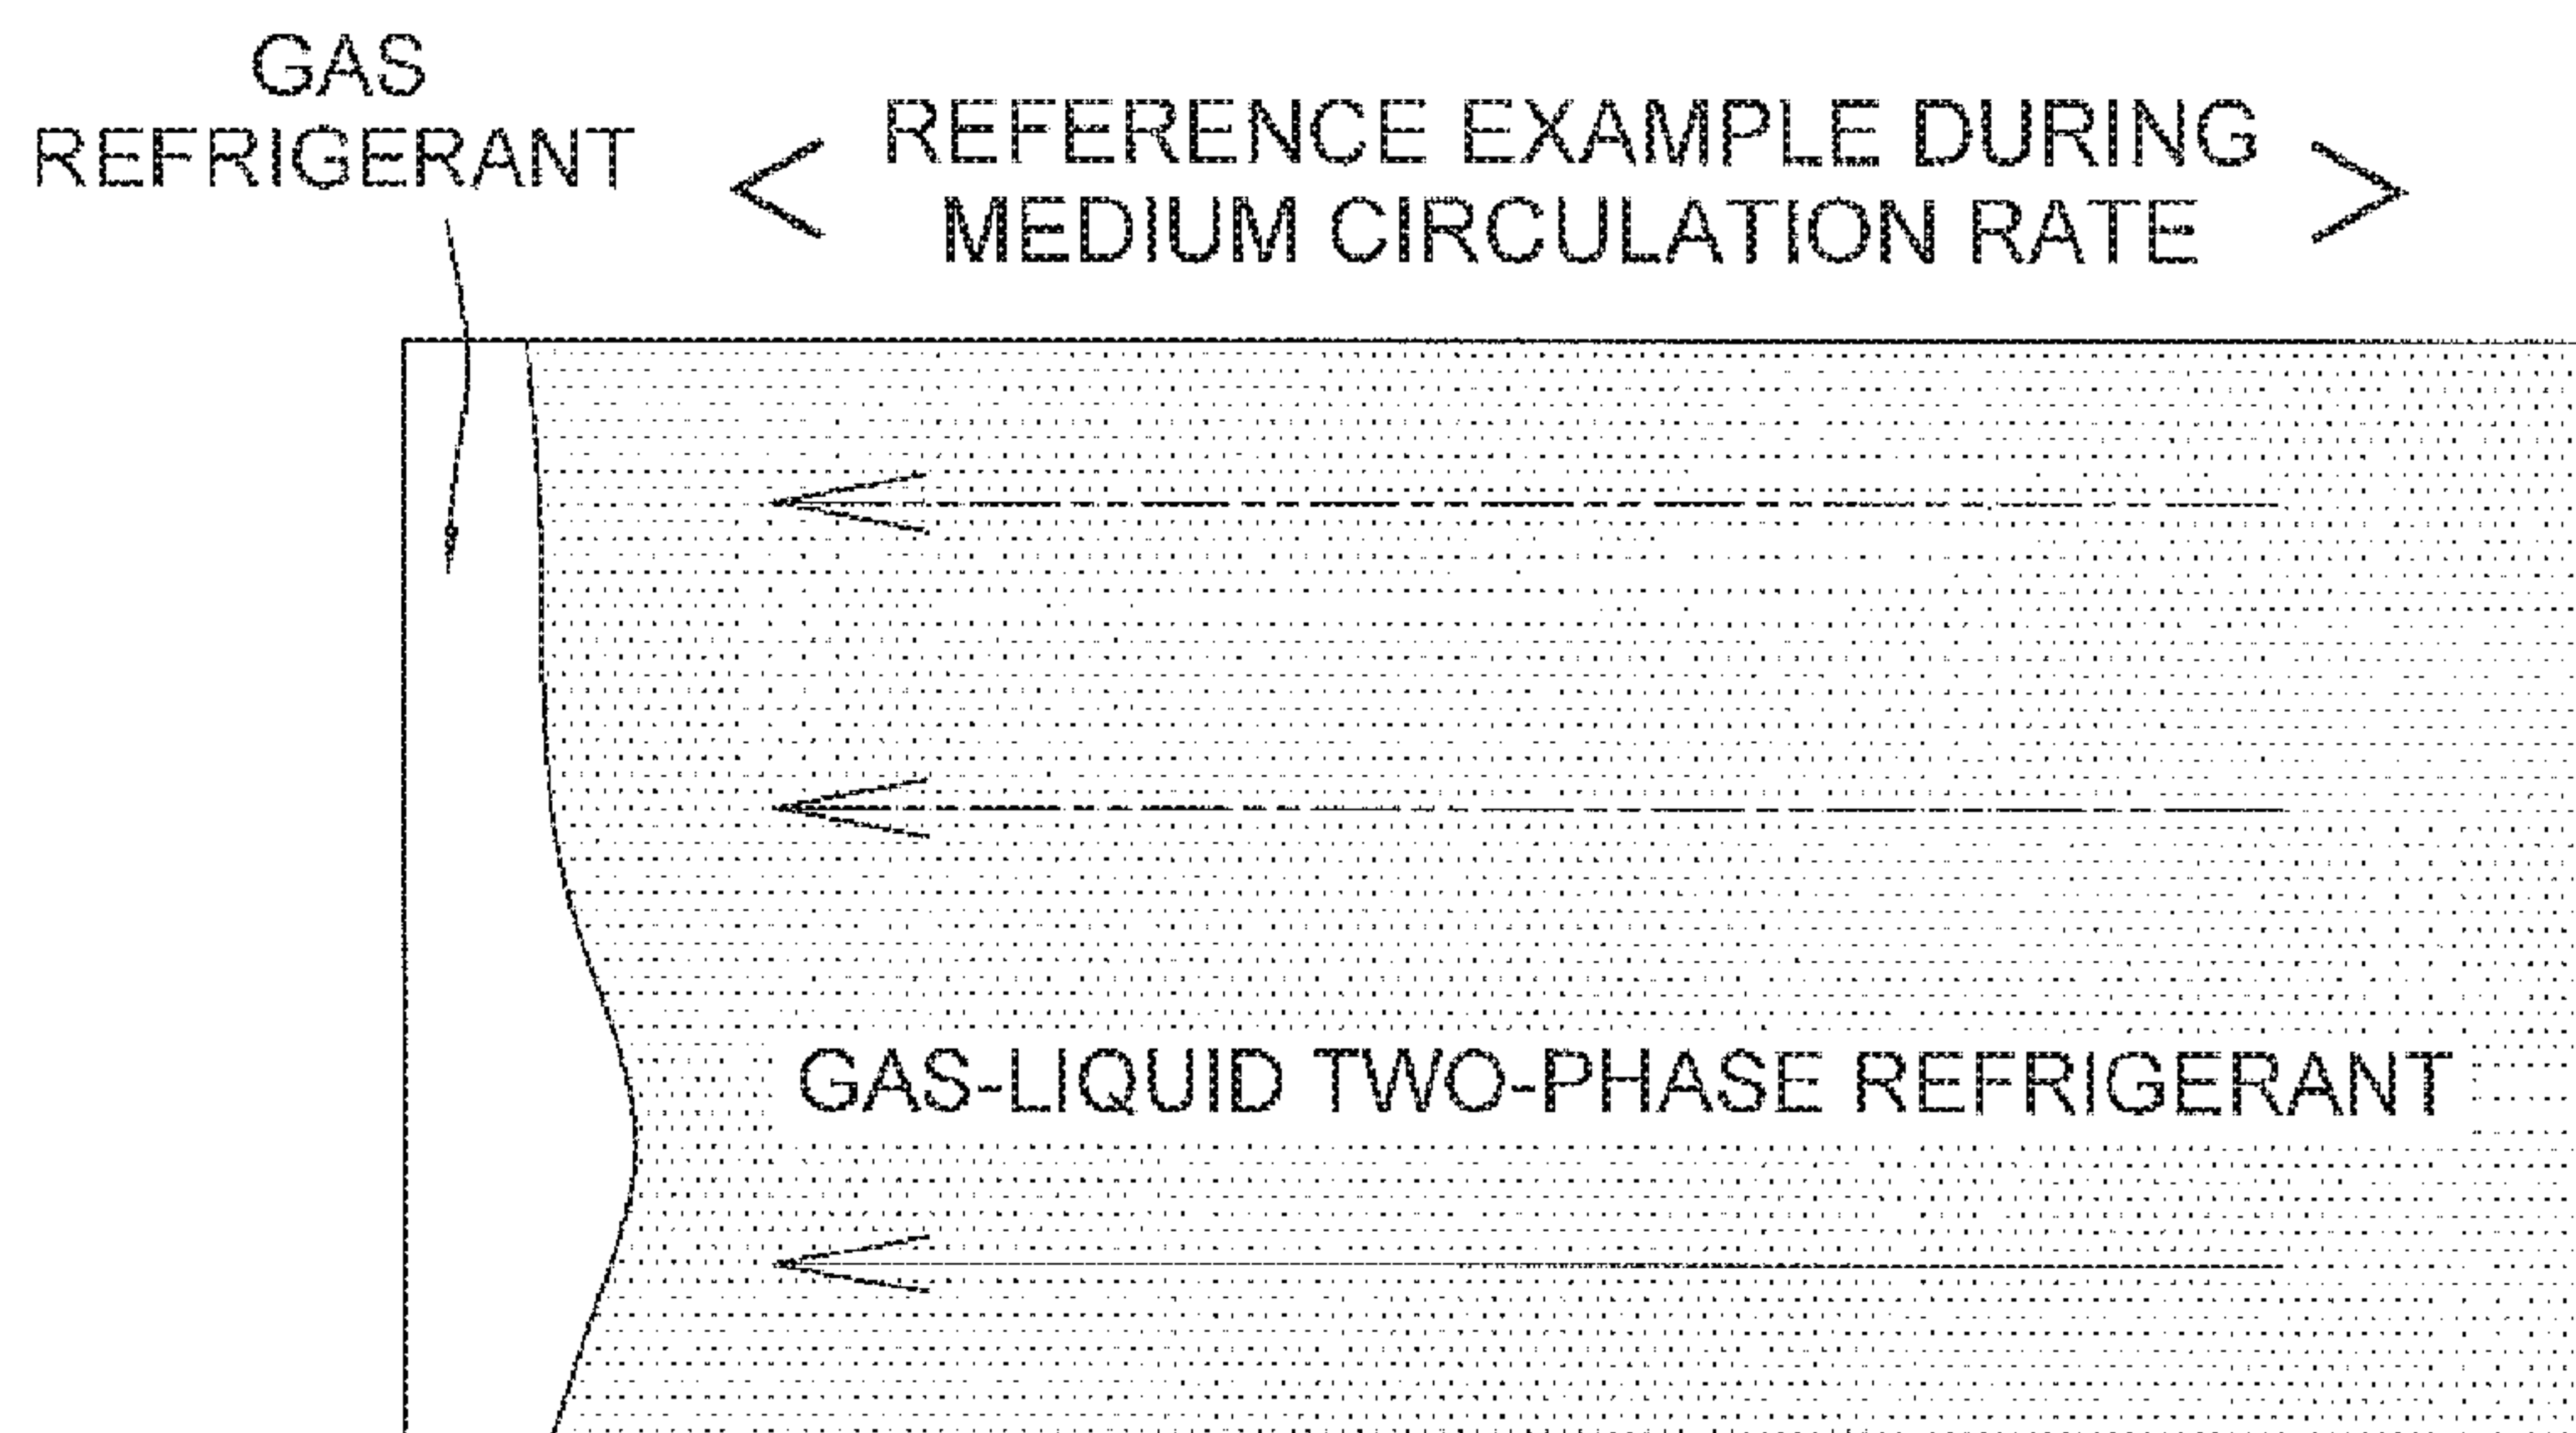 GAS
REFRIGERANT
< REFERENCE EXAMPLE DURING
MEDIUM CIRCULATION RATE >
GAS-LIQUID TWO-PHASE REFRIGERANT